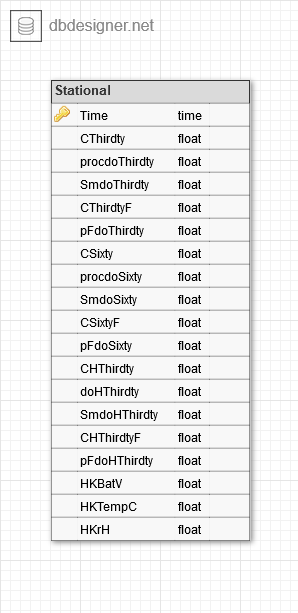 dbdesigner.net
Stational
Time time
CThirdty float
procdoThirdty float
SmdoThirdty float
CThirdtyF float
pFdoThirdty float
CSixty float
procdoSixty float
SmdoSixty float
CSixtyF float
pFdoSixty float
CHThirdty float
doHThirdty float
SmdoHThirdty float
CHThirdtyF float
pFdoHThirdty float
HKBatV float
HKTempC float
HKrH float